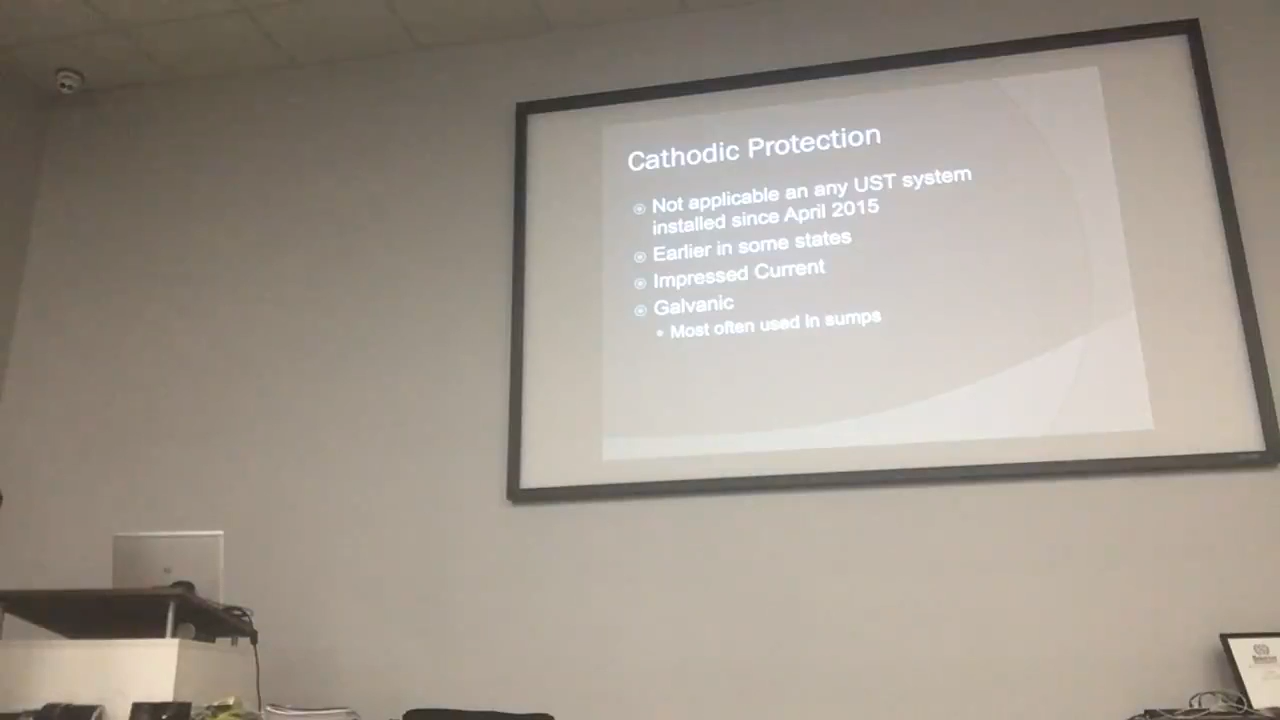 Cathodic Protection
Not applicable an any UST system
installed since April 2015
Earlier in some states
Impressed Current
Galvanic
Most often used in sumps